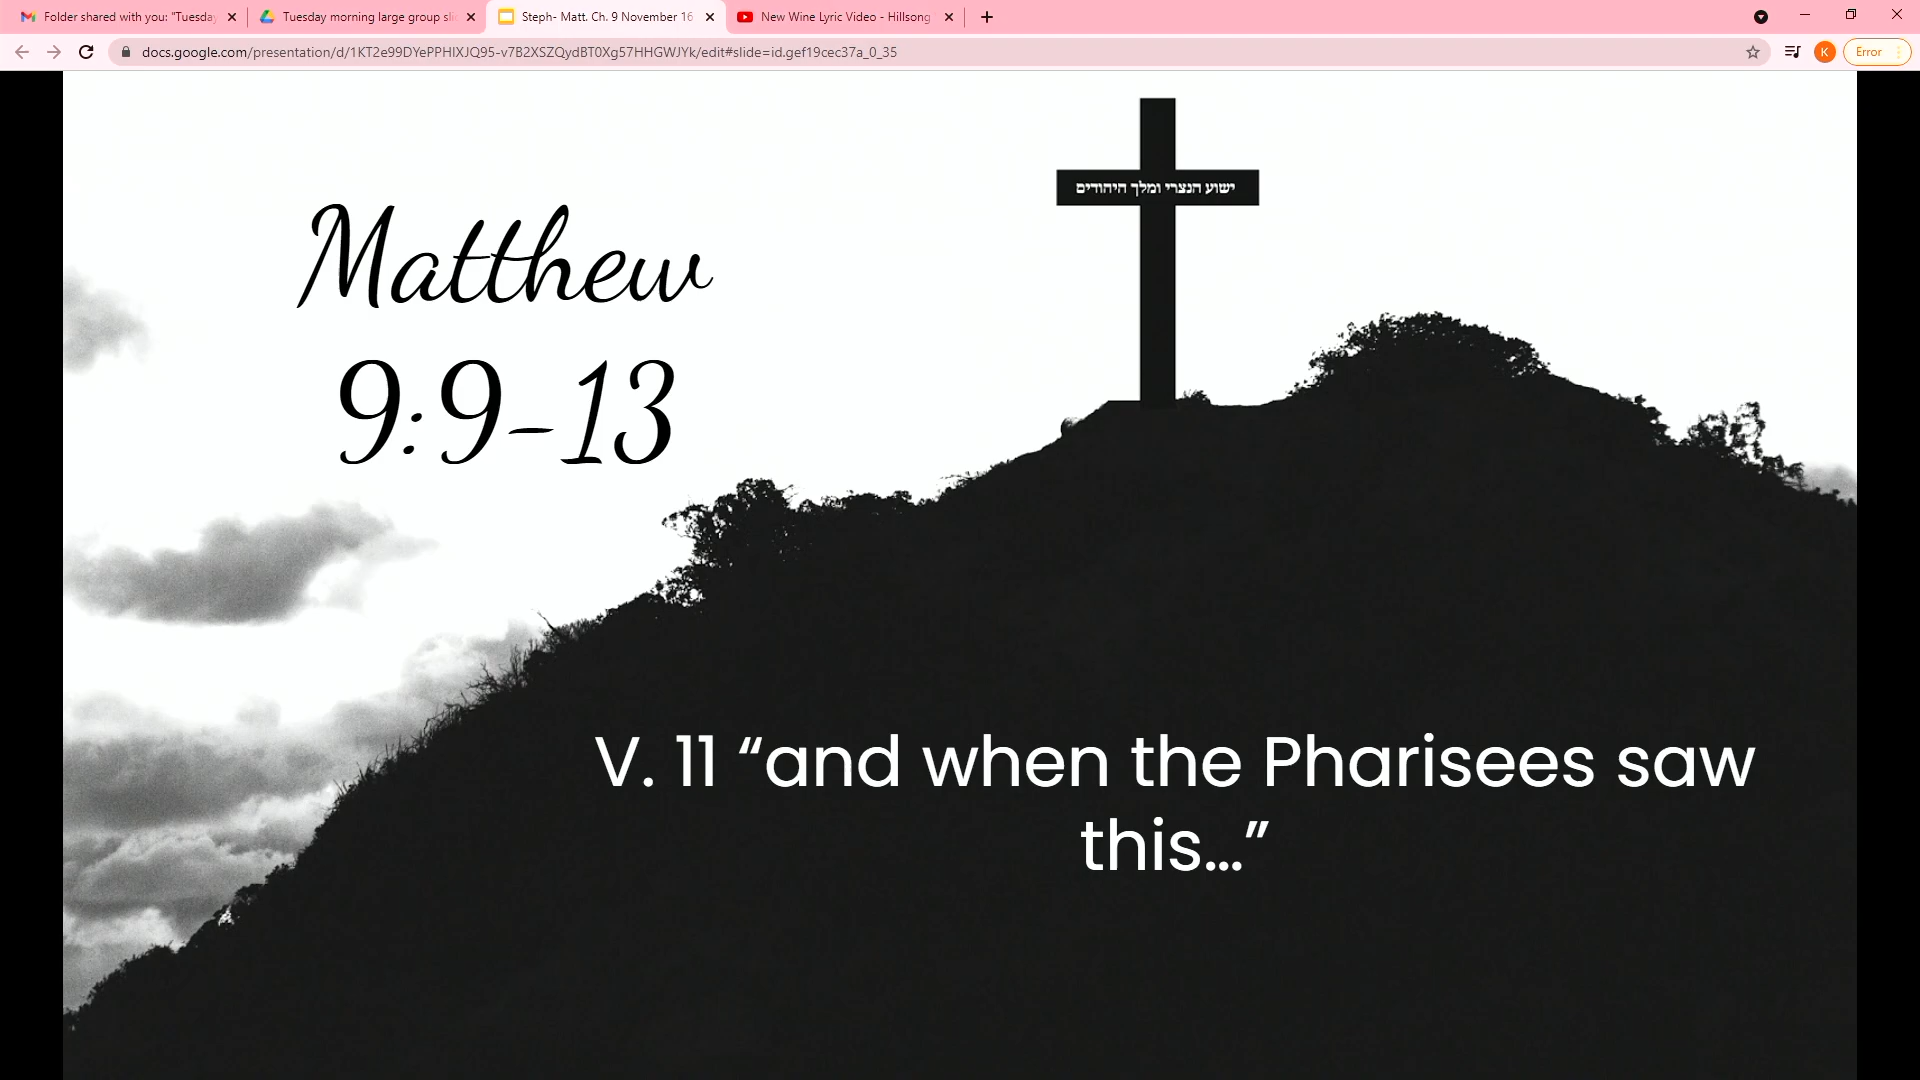 Folder shared with you: "Tuesday
Tuesday morning large group sli
Steph- Matt. Ch. 9 November 16
New Wine Lyric Video - Hillsong
docs.google.com/presentation/d/1KT2e99DYePPHIXJQ95-v7B2XSZQydBT0Xg57HHGWJYk/edit#slide=id.gef19cec37a_0_35
K
Error
ישוע הנצרי ומלך היהודים
Matthew
9:9-13
V. 11 “and when the Pharisees saw
this...”